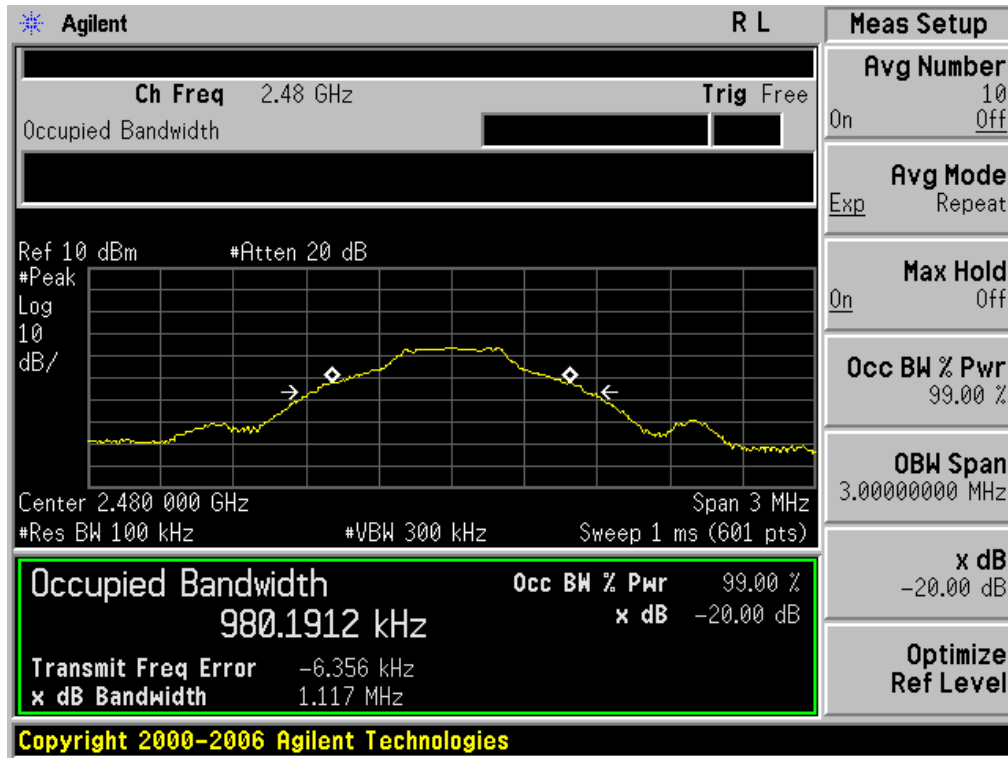 Agilent
R L
Ch Freq 2.48 GHz
Trig Free
Occupied Bandwidth
Ref 10 dBm #Atten 20 dB
#Peak
Log
10
dB/
Center 2.480 000 GHz Span 3 MHz
#Res BW 100 kHz #VBW 300 kHz Sweep 1 ms (601 pts)
Occupied Bandwidth
980.1912 kHz
Occ BW % Pwr 99.00 %
x dB -20.00 dB
Transmit Freq Error -6.356 kHz
x dB Bandwidth 1.117 MHz
Copyright 2000-2006 Agilent Technologies
Meas Setup
Avg Number
10
On Off
Avg Mode
Exp Repeat
Max Hold
On Off
Occ BW % Pwr
99.00 %
OBW Span
3.00000000 MHz
x dB
-20.00 dB
Optimize
Ref Level